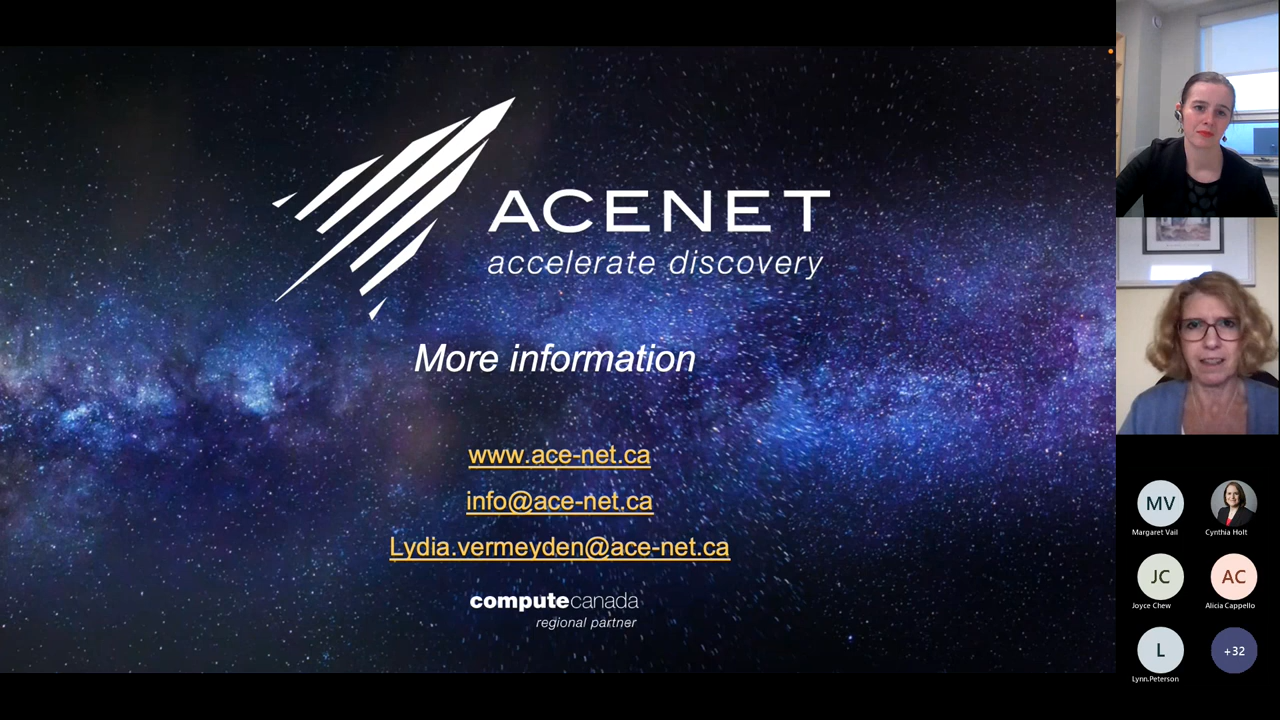 ACENET
accelerate discovery
More information
www.ace-net.ca
info@ace-net.ca
Lydia.vermeyden@ace-net.ca
computecanada
regional partner
MV
Margaret Vail
Cynthia Holt
JC
Joyce Chew
AC
Alicia Cappello
L
Lynn.Peterson
+32